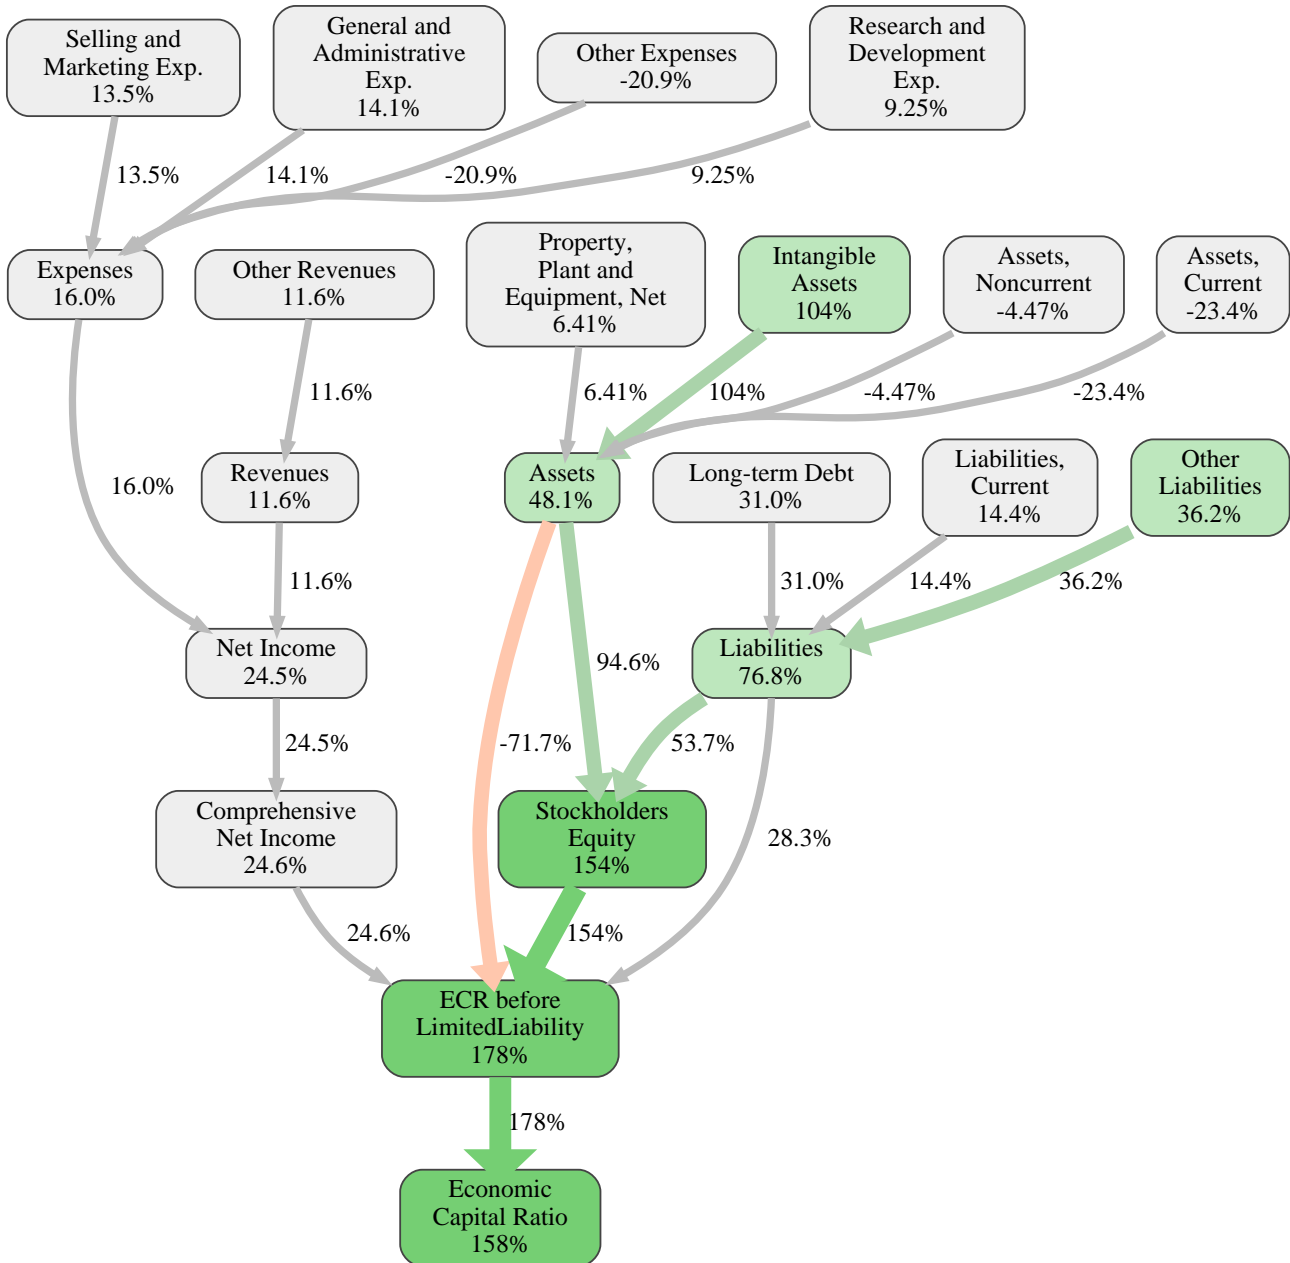 Selling and
Marketing Exp.
13.5%
General and
Administrative
Exp.
14.1%
Other Expenses
-20.9%
Research and
Development
Exp.
9.25%
13.5%
14.1%
-20.9%
9.25%
Expenses
16.0%
Other Revenues
11.6%
Property,
Plant and
Equipment, Net
6.41%
Intangible
Assets
104%
Assets,
Noncurrent
-4.47%
Assets,
Current
-23.4%
11.6%
6.41%
104%
-4.47%
-23.4%
16.0%
Revenues
11.6%
Assets
48.1%
Long-term Debt
31.0%
Liabilities,
Current
14.4%
Other
Liabilities
36.2%
11.6%
31.0%
14.4%
36.2%
Net Income
24.5%
94.6%
Liabilities
76.8%
24.5%
-71.7%
53.7%
Comprehensive
Net Income
24.6%
Stockholders
Equity
154%
28.3%
24.6%
154%
ECR before
LimitedLiability
178%
178%
Economic
Capital Ratio
158%